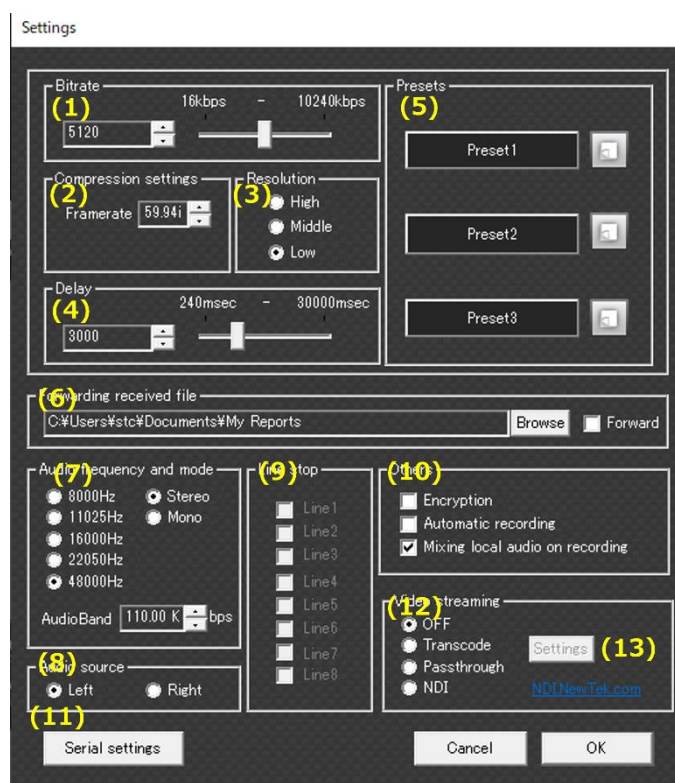 Settings
Bitrate
(1)
16kbps - 10240kbps
5120
Compression settings
(2)
Framerate 59.94i
Resolution
(3)
High
Middle
Low
Delay
(4)
240msec - 30000msec
3000
Presets
(5)
Preset1
Preset2
Preset3
Forwarding received file
(6)
C:¥Users¥stc¥Documents¥My Reports
Browse
Forward
Audio frequency and mode
(7)
8000Hz
11025Hz
16000Hz
22050Hz
48000Hz
Stereo
Mono
AudioBand 110.00 K bps
Audio source
(8)
Left
Right
Line stop
(9)
Line1
Line2
Line3
Line4
Line5
Line6
Line7
Line8
Others
(10)
Encryption
Automatic recording
Mixing local audio on recording
Video streaming
(12)
OFF
Transcode
Passthrough
NDI
Settings (13)
NDI.NewTek.com
(11)
Serial settings
Cancel
OK